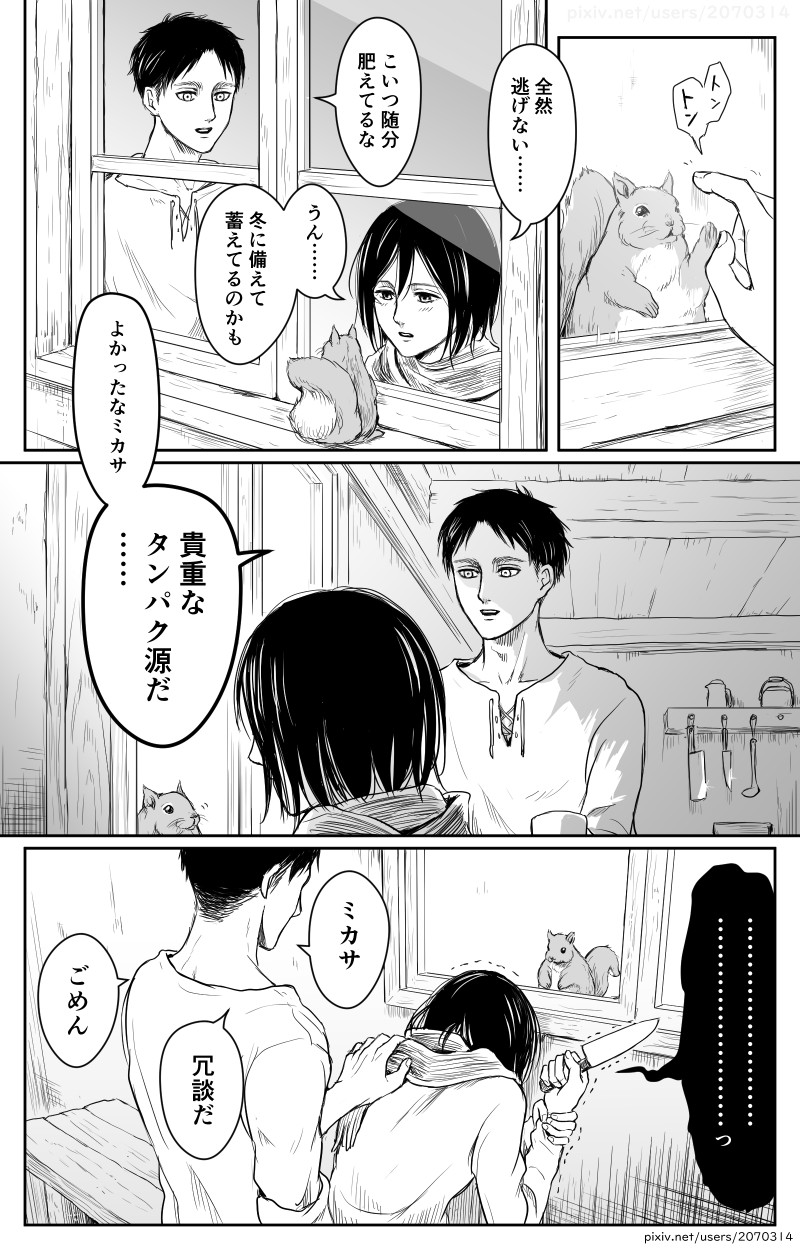 pixiv.net/users/2070314
トン
トン
全然
逃げない……
こいつ随分
肥えてるな
うん……
冬に備えて
蓄えてるのかも
よかったなミカサ
貴重な
タンパク源だ
……
………………………
………………………っ
ミカサ
冗談だ
ごめん
pixiv.net/users/2070314